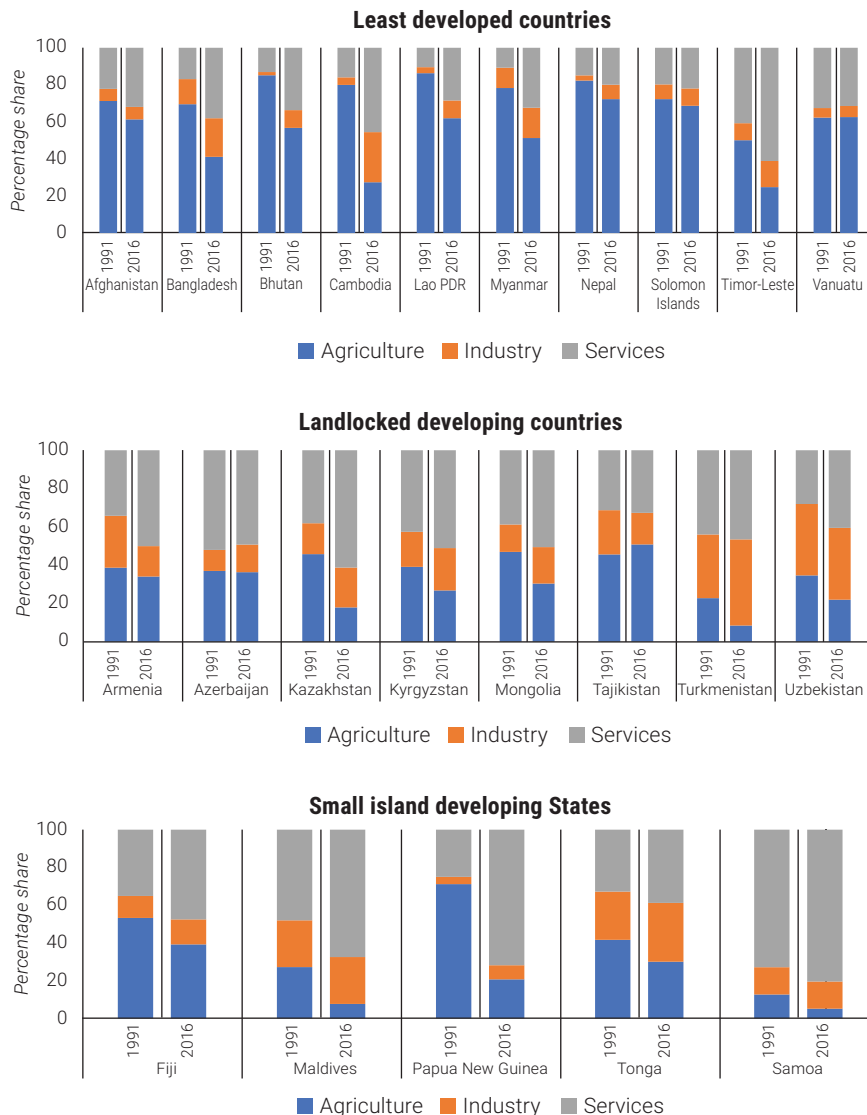 Least developed countries
Percentage share
100
80
60
40
20
0
1991 2016 1991 2016 1991 2016 1991 2016 1991 2016 1991 2016 1991 2016 1991 2016 1991 2016 1991 2016
Afghanistan Bangladesh Bhutan Cambodia Lao PDR Myanmar Nepal Solomon Islands Timor-Leste Vanuatu
Agriculture Industry Services
Landlocked developing countries
Percentage share
100
80
60
40
20
0
1991 2016 1991 2016 1991 2016 1991 2016 1991 2016 1991 2016 1991 2016 1991 2016
Armenia Azerbaijan Kazakhstan Kyrgyzstan Mongolia Tajikistan Turkmenistan Uzbekistan
Agriculture Industry Services
Small island developing States
Percentage share
100
80
60
40
20
0
1991 2016 1991 2016 1991 2016 1991 2016 1991 2016
Fiji Maldives Papua New Guinea Tonga Samoa
Agriculture Industry Services